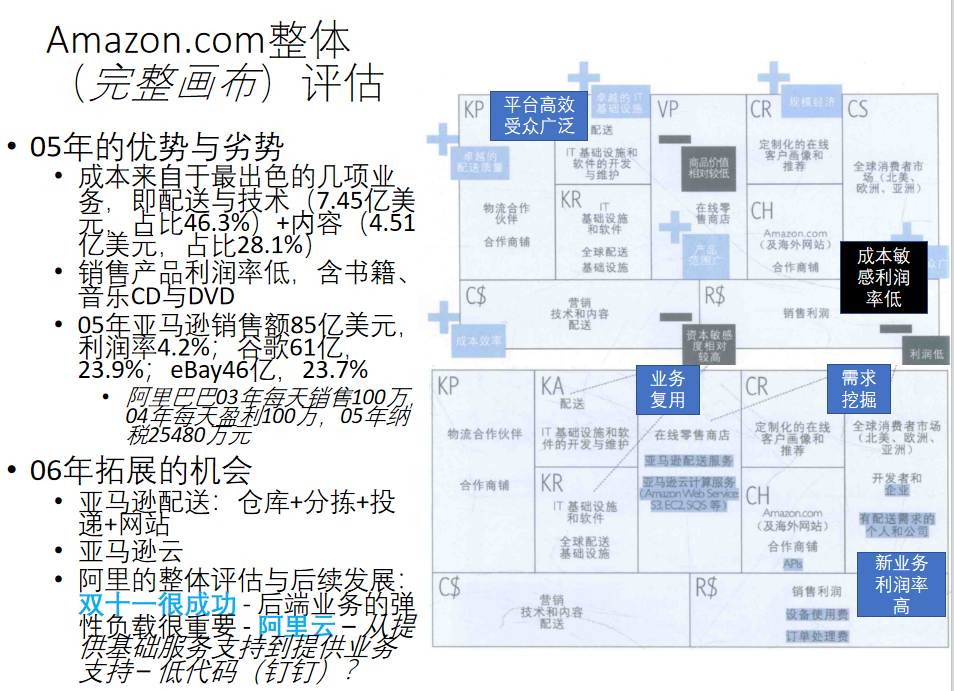 Amazon.com整体
（完整画布）评估
• 05年的优势与劣势
• 成本来自于最出色的几项业
务，即配送与技术（7.45亿美
元，占比46.3%）+内容（4.51
亿美元，占比28.1%）
• 销售产品利润率低，含书籍、
音乐CD与DVD
• 05年亚马逊销售额85亿美元，
利润率4.2%；谷歌61亿，
23.9%；eBay46亿，23.7%
• 阿里巴巴03年每天销售100万，
04年每天盈利100万，05年纳
税25480万元
• 06年拓展的机会
• 亚马逊配送：仓库+分拣+投
递+网站
• 亚马逊云
• 阿里的整体评估与后续发展：
双十一很成功 - 后端业务的弹
性负载很重要 - 阿里云 – 从提
供基础服务支持到提供业务
支持 – 低代码（钉钉）？
KP
平台高效
受众广泛
卓越的
配送质量
物流合作
伙伴
合作商铺
卓越的 IT
基础设施
配送
IT 基础设施和
软件的开发
与维护
KR
IT
基础设施
和软件
全球配送
基础设施
VP
商品价值
相对较低
在线零
售商店
产品
范围广
CR
规模经济
定制化的在线
客户画像和
推荐
CH
Amazon.com
（及海外网站）
合作商铺
CS
全球消费者市
场（北美、
欧洲、亚洲）
成本敏
感利润
率低
众广
C$
营销
技术和内容
配送
成本效率
资本敏感
度相对
较高
R$
销售利润
利润低
KP
物流合作伙伴
合作商铺
KA
配送
IT 基础设施和软
件的开发与维护
KR
IT 基础设施
和软件
全球配送
基础设施
业务
复用
在线零售商店
亚马逊配送服务
亚马逊云计算服务
（Amazon Web Service
S3, EC2, SQS 等）
CR
定制化的在线
客户画像和
推荐
CH
Amazon.com
（及海外网站）
合作商铺
APIs
需求
挖掘
全球消费者市场
（北美、欧洲、
亚洲）
开发者和
企业
有配送需求的
个人和公司
新业务
利润率
高
C$
营销
技术和内容
配送
R$
销售利润
设备使用费
订单处理费